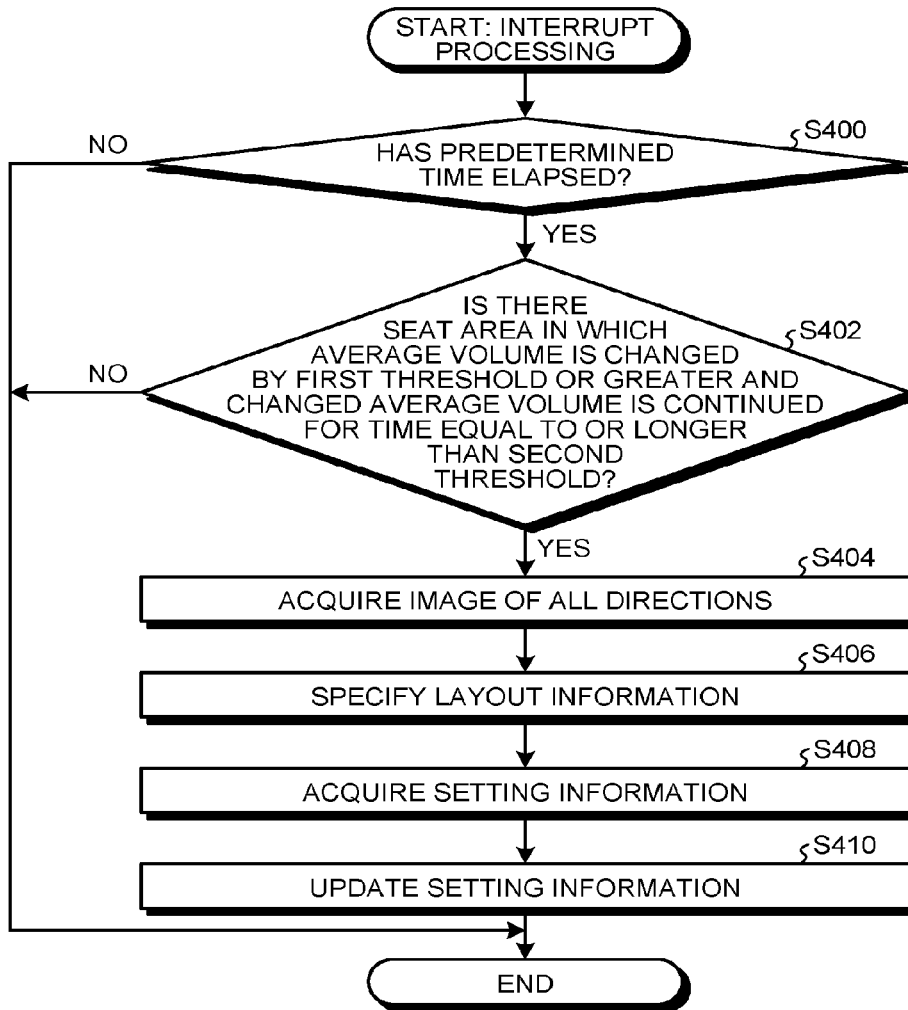 START: INTERRUPT
PROCESSING
S400
NO
HAS PREDETERMINED
TIME ELAPSED?
YES
IS THERE
SEAT AREA IN WHICH
S402
AVERAGE VOLUME IS CHANGED
NO
BY FIRST THRESHOLD OR GREATER AND
CHANGED AVERAGE VOLUME IS CONTINUED
FOR TIME EQUAL TO OR LONGER
THAN SECOND
THRESHOLD?
YES
S404
ACQUIRE IMAGE OF ALL DIRECTIONS
S406
SPECIFY LAYOUT INFORMATION
S408
ACQUIRE SETTING INFORMATION
S410
UPDATE SETTING INFORMATION
END